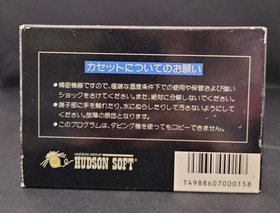 カセットについてのお願い
●精密機器ですので、極端な温度条件下での使用や保管および強い
ショックをさけてください。また、絶対に分解しないでください。
●端子部に手を触れたり、水にぬらしたりして汚さないようにして
ください。故障の原因となります。
●このプログラムは、ダビング機を使ってもコピーできません。
HUDSON GROUP
HUDSON SOFT
T4988607000158